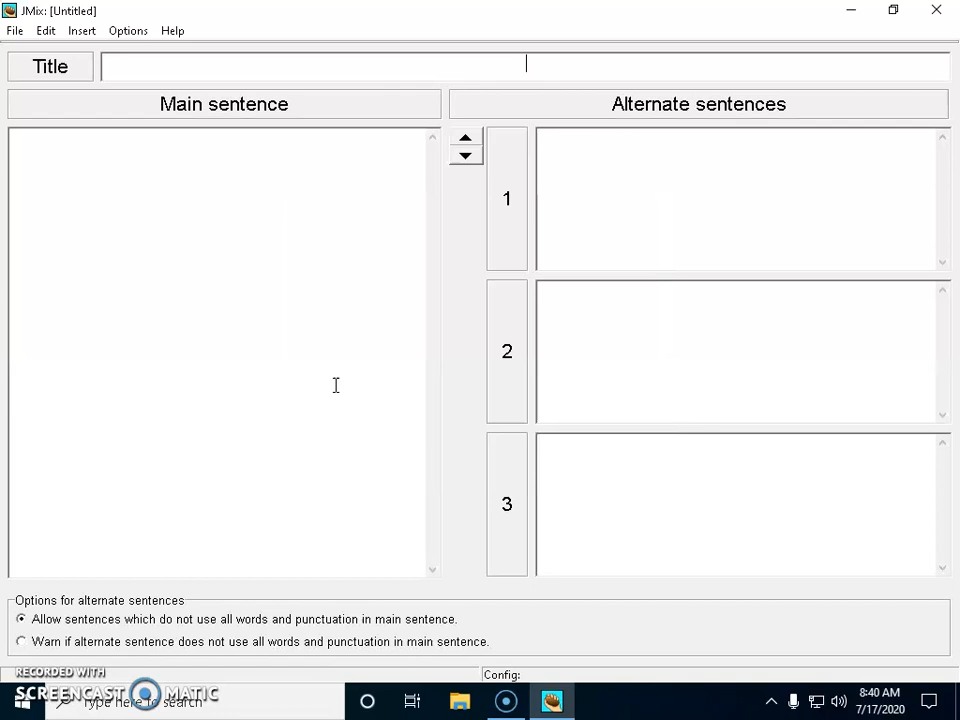 JMix: [Untitled]
File Edit Insert Options Help
Title
Main sentence
Alternate sentences
1
2
3
Options for alternate sentences
Allow sentences which do not use all words and punctuation in main sentence.
Warn if alternate sentence does not use all words and punctuation in main sentence.
Config:
RECORDED WITH
SCREENCAST MATIC
Type here to search
8:40 AM
7/17/2020